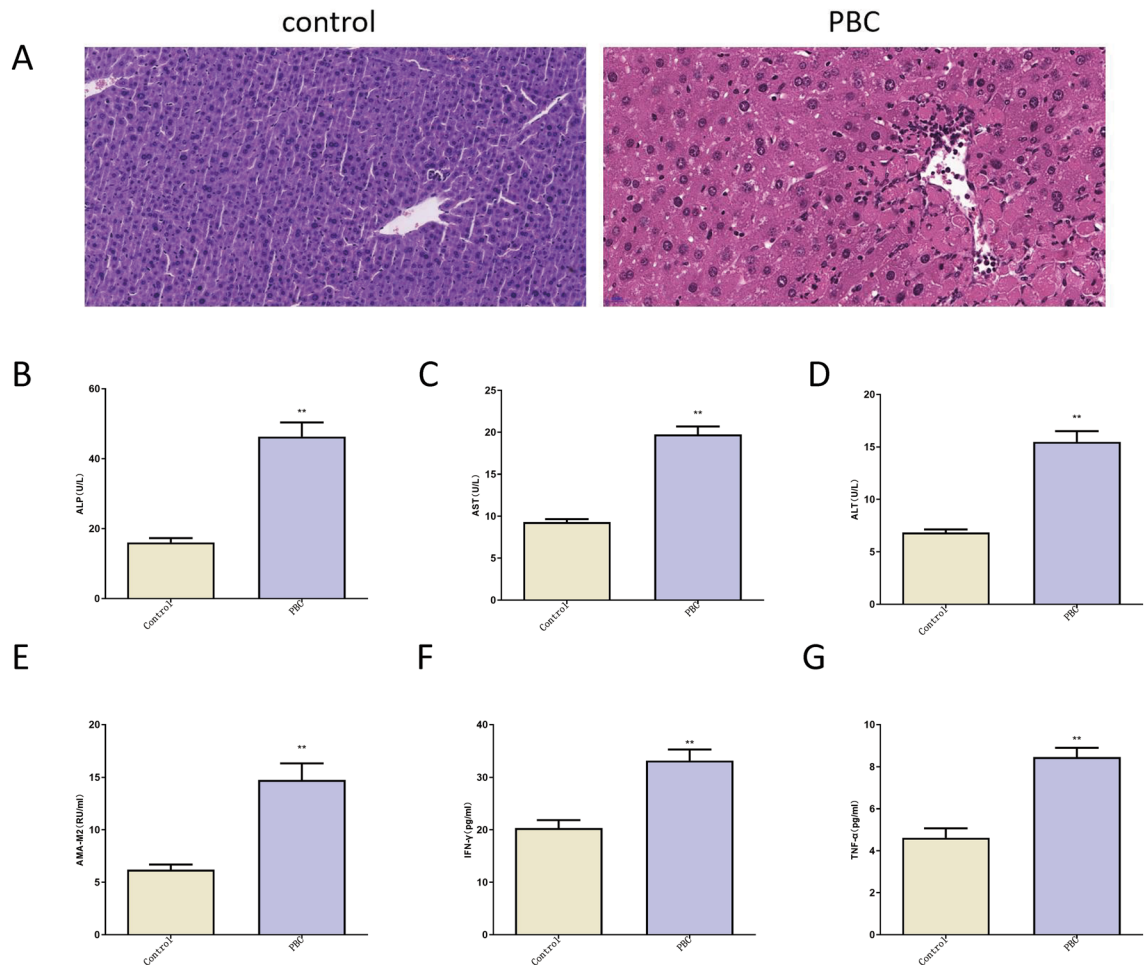 control
PBC
A
B
C
D
60
40
20
0
ALP(U/L)
**
Control
PBC
25
20
15
10
5
0
AST(U/L)
**
Control
PBC
20
15
10
5
0
ALT(U/L)
**
Control
PBC
E
F
G
20
15
10
5
0
AMA-M2(RU/ml)
**
Control
PBC
40
30
20
10
0
IFN-γ(pg/ml)
**
Control
PBC
10
8
6
4
2
0
TNF-α(pg/ml)
**
Control
PBC